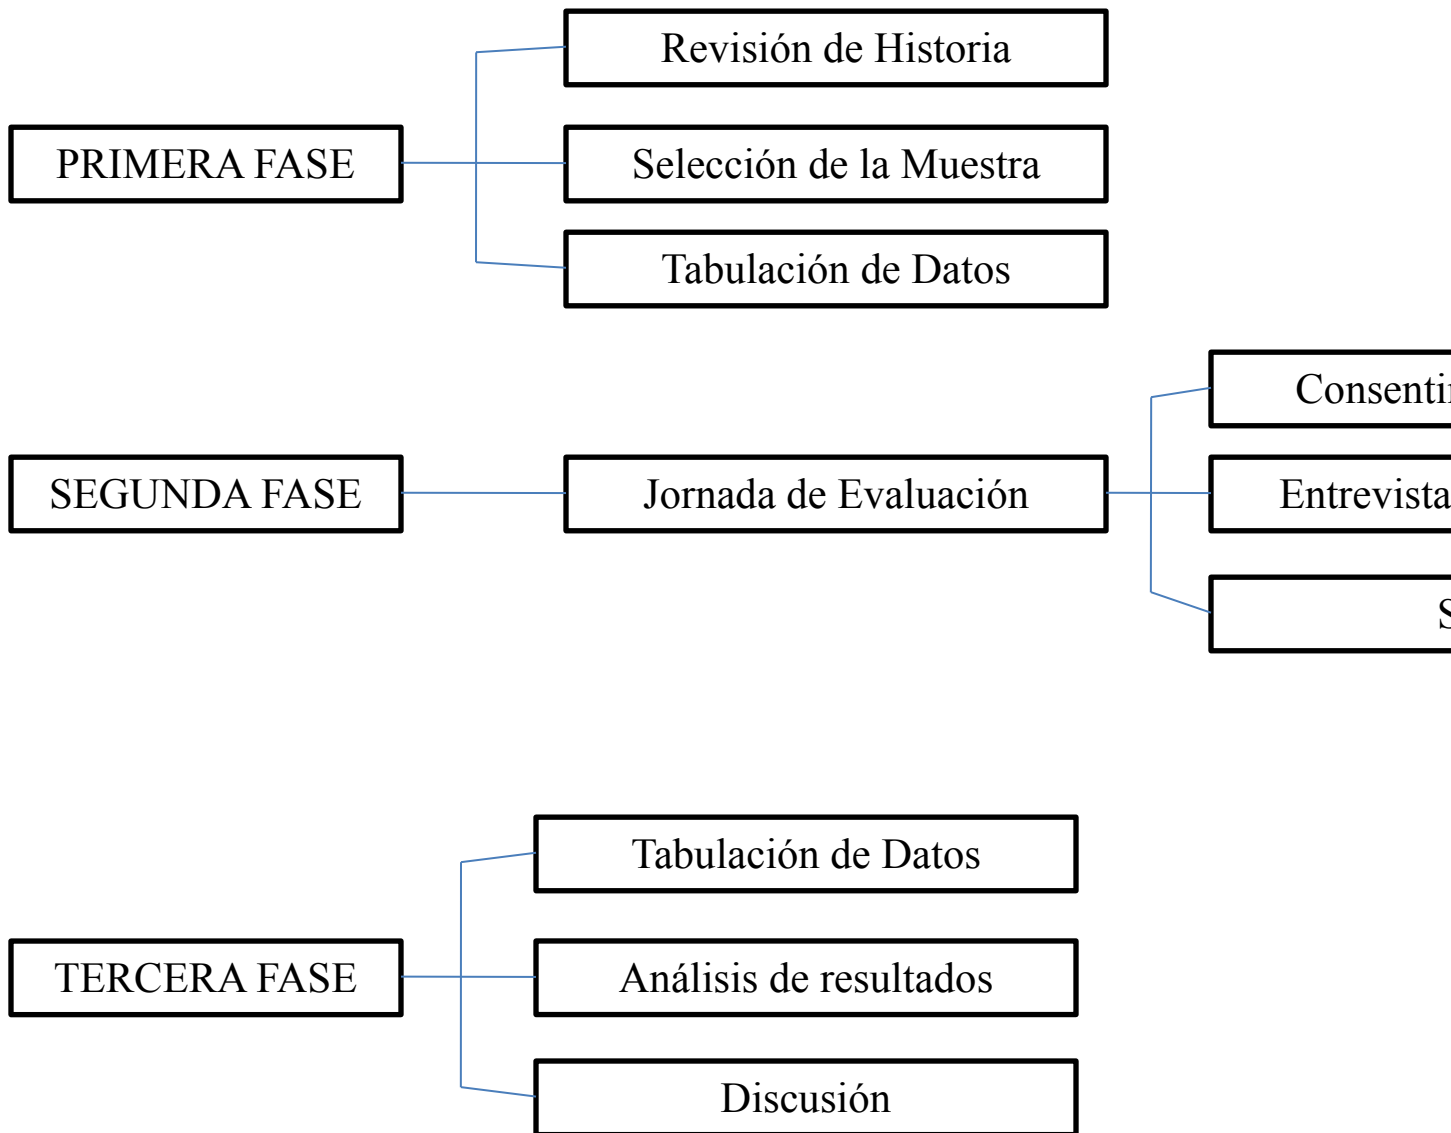 Revisión de Historia
PRIMERA FASE
Selección de la Muestra
Tabulación de Datos
SEGUNDA FASE
Jornada de Evaluación
Entrevista
Tabulación de Datos
TERCERA FASE
Análisis de resultados
Discusión